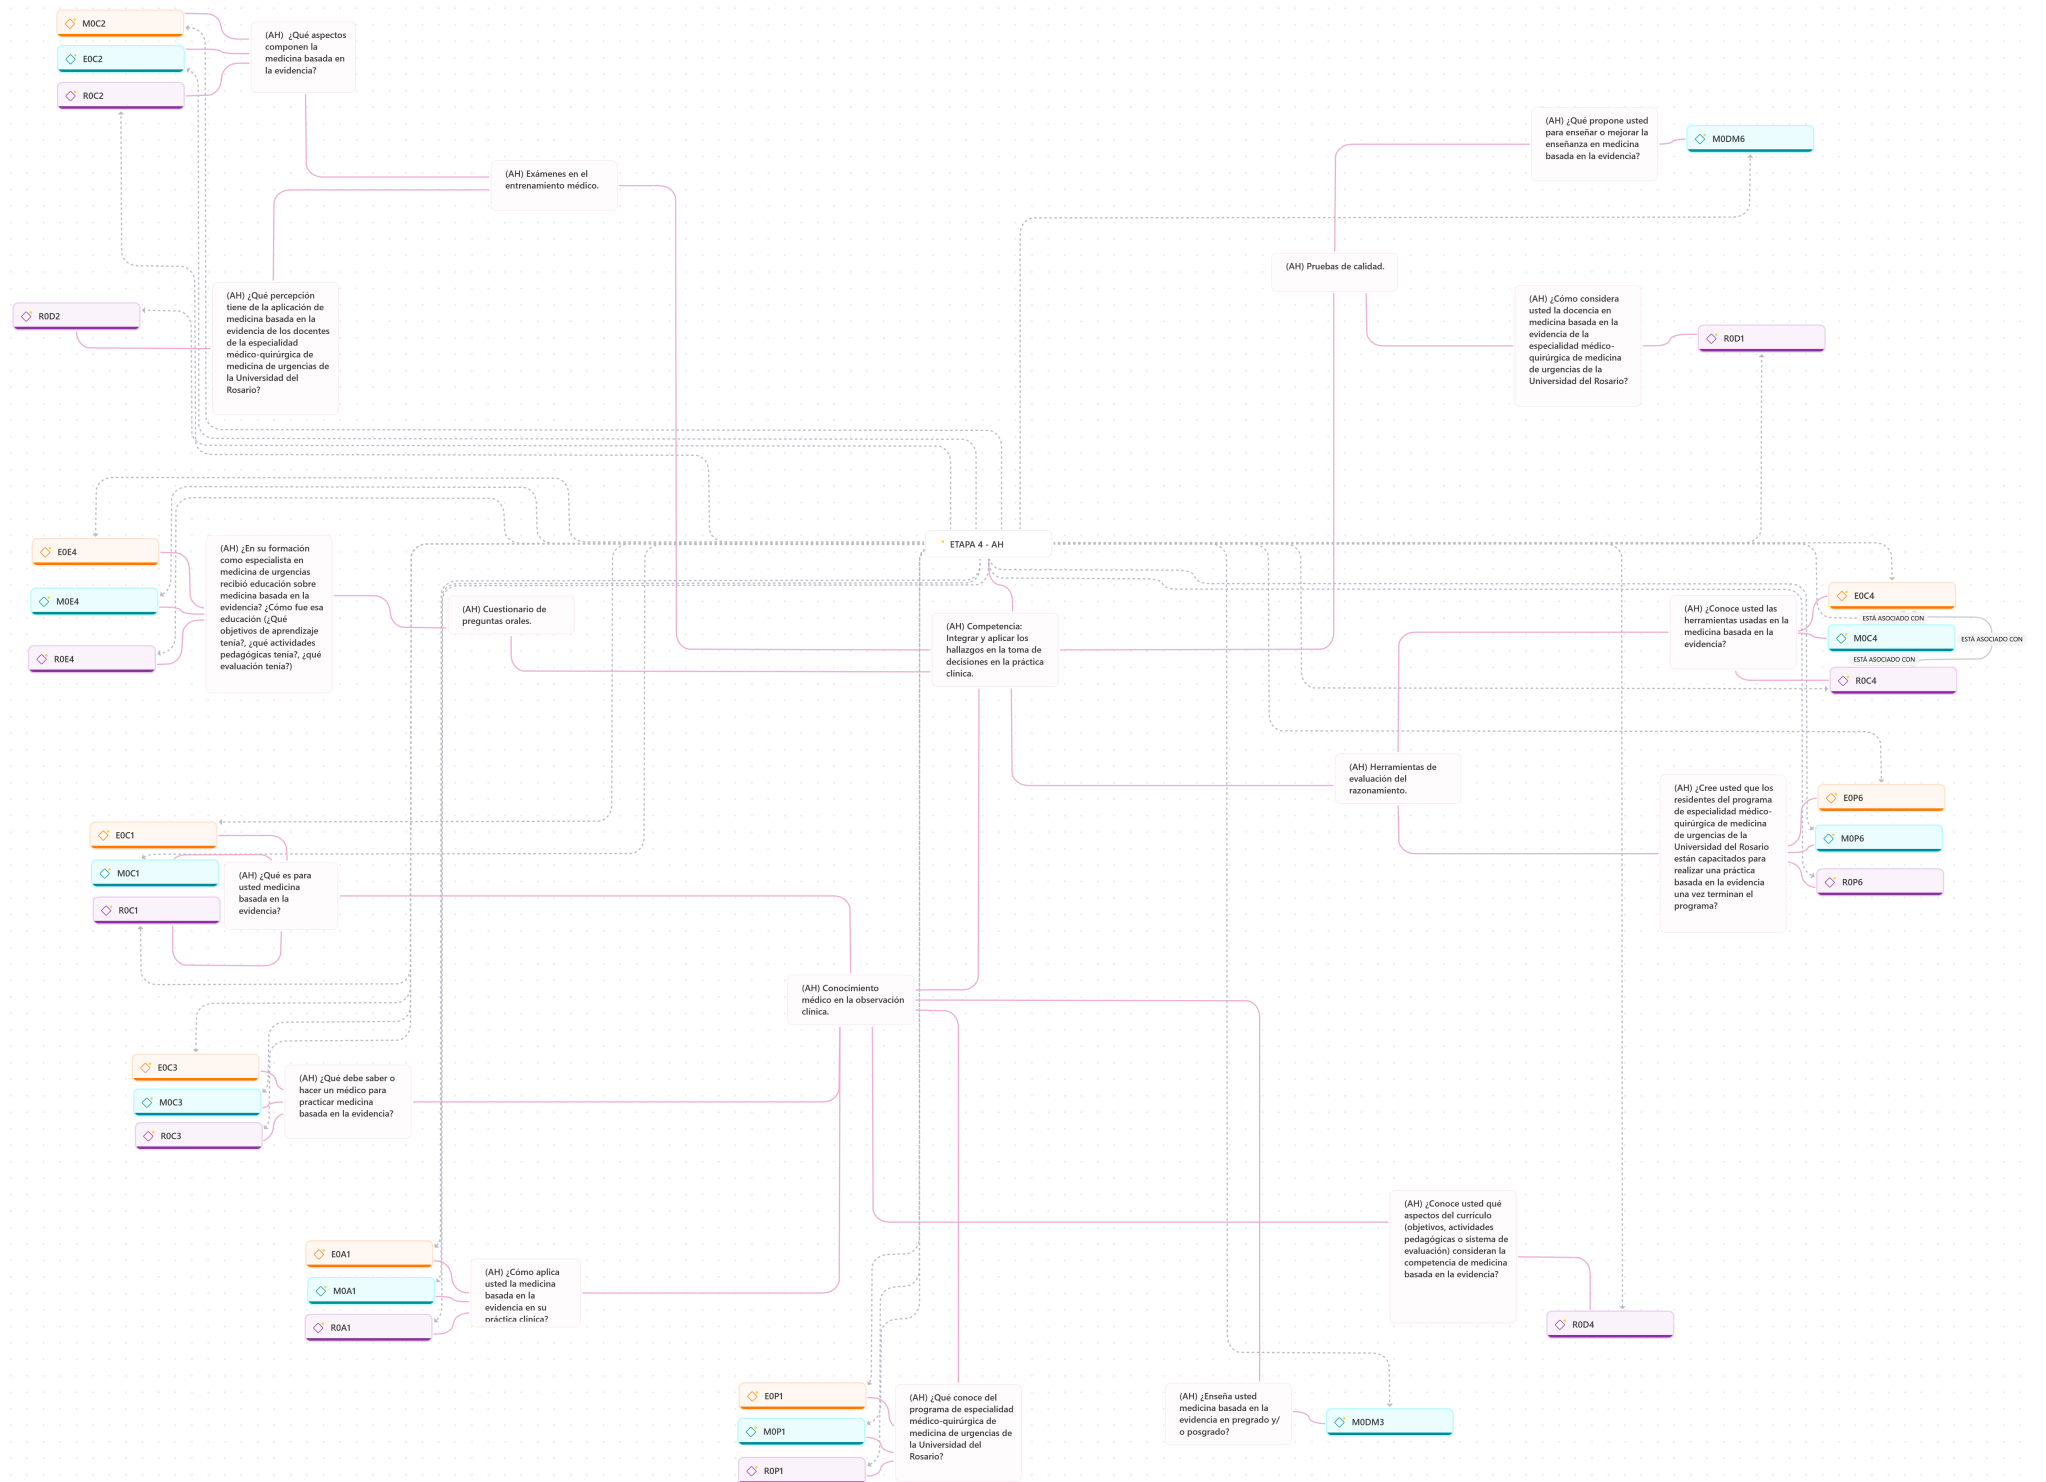 M0C2
E0C2
R0C2
(AH)  ¿Qué aspectos
componen la
medicina basada en
la evidencia?
(AH) Exámenes en el
entrenamiento médico.
(AH) ¿Qué propone usted
para enseñar o mejorar la
enseñanza en medicina
basada en la evidencia?
M0DM6
(AH) Pruebas de calidad.
R0D2
(AH) ¿Qué percepción
tiene de la aplicación de
medicina basada en la
evidencia de los docentes
de la especialidad
médico-quirúrgica de
medicina de urgencias de
la Universidad del
Rosario?
(AH) ¿Cómo considera
usted la docencia en
medicina basada en la
evidencia de la
especialidad médico-
quirúrgica de medicina
de urgencias de la
Universidad del Rosario?
R0D1
ETAPA 4 - AH
E0E4
M0E4
R0E4
(AH) ¿En su formación
como especialista en
medicina de urgencias
recibió educación sobre
medicina basada en la
evidencia? ¿Cómo fue esa
educación (¿Qué
objetivos de aprendizaje
tenía?, ¿qué actividades
pedagógicas tenía?, ¿qué
evaluación tenía?)
(AH) Cuestionario de
preguntas orales.
(AH) Competencia:
Integrar y aplicar los
hallazgos en la toma de
decisiones en la práctica
clínica.
(AH) ¿Conoce usted las
herramientas usadas en la
medicina basada en la
evidencia?
E0C4
ESTÁ ASOCIADO CON
M0C4
ESTÁ ASOCIADO CON
ESTÁ ASOCIADO CON
R0C4
(AH) Herramientas de
evaluación del
razonamiento.
(AH) ¿Cree usted que los
residentes del programa
de especialidad médico-
quirúrgica de medicina
de urgencias de la
Universidad del Rosario
están capacitados para
realizar una práctica
basada en la evidencia
una vez terminan el
programa?
E0P6
M0P6
R0P6
E0C1
M0C1
R0C1
(AH) ¿Qué es para
usted medicina
basada en la
evidencia?
(AH) Conocimiento
médico en la observación
clínica.
E0C3
M0C3
R0C3
(AH) ¿Qué debe saber o
hacer un médico para
practicar medicina
basada en la evidencia?
E0A1
M0A1
R0A1
(AH) ¿Cómo aplica
usted la medicina
basada en la
evidencia en su
práctica clínica?
(AH) ¿Conoce usted qué
aspectos del currículo
(objetivos, actividades
pedagógicas o sistema de
evaluación) consideran la
competencia de medicina
basada en la evidencia?
R0D4
E0P1
M0P1
R0P1
(AH) ¿Qué conoce del
programa de especialidad
médico-quirúrgica de
medicina de urgencias de
la Universidad del
Rosario?
(AH) ¿Enseña usted
medicina basada en la
evidencia en pregrado y/
o posgrado?
M0DM3